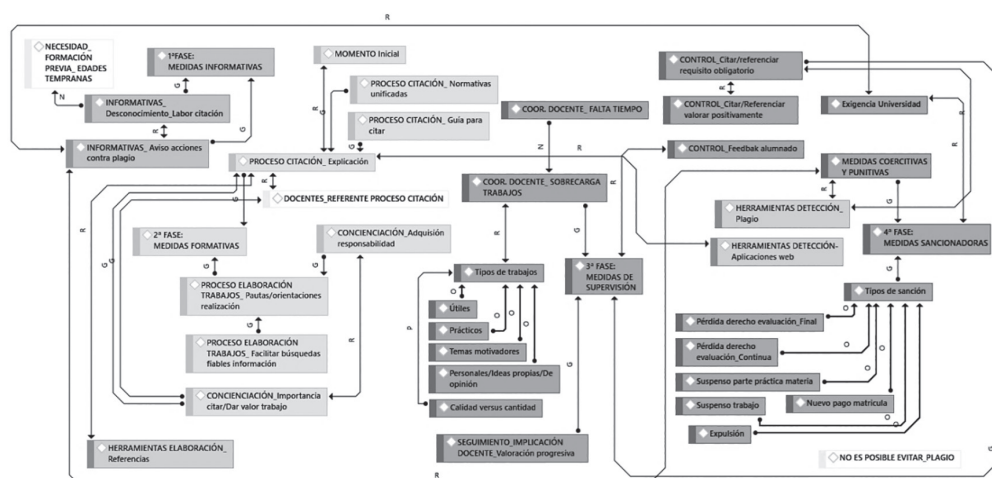 R
NECESIDAD_
FORMACIÓN
PREVIA_ EDADES
TEMPRANAS
1ªFASE:
MEDIDAS INFORMATIVAS
G
N
INFORMATIVAS_
Desconocimiento_Labor citación
R
G
INFORMATIVAS_ Aviso acciones
contra plagio
MOMENTO Inicial
PROCESO CITACIÓN_ Normativas
unificadas
R
G
PROCESO CITACIÓN_ Guía para
citar
G
PROCESO CITACIÓN_ Explicación
R
DOCENTES_REFERENTE PROCESO CITACIÓN
COOR. DOCENTE_ FALTA TIEMPO
N
R
COOR. DOCENTE_ SOBRECARGA
TRABAJOS
R
CONTROL_Citar/referenciar
requisito obligatorio
R
CONTROL_Citar/Referenciar
valorar positivamente
Exigencia Universidad
R
R
CONTROL_Feedbak alumnado
MEDIDAS COERCITIVAS
Y PUNITIVAS
R
G
HERRAMIENTAS DETECCIÓN_
Plagio
HERRAMIENTAS DETECCIÓN-
Aplicaciones web
4ª FASE:
MEDIDAS SANCIONADORAS
G
R
G
G
2ª FASE:
MEDIDAS FORMATIVAS
G
CONCIENCIACIÓN_Adquisión
responsabilidad
G
PROCESO ELABORACIÓN
TRABAJOS_ Pautas/orientaciones
realización
G
PROCESO ELABORACIÓN
TRABAJOS_ Facilitar búsquedas
fiables información
R
CONCIENCIACIÓN_Importancia
citar/Dar valor trabajo
HERRAMIENTAS ELABORACIÓN_
Referencias
R
G
3ª FASE:
MEDIDAS DE
SUPERVISIÓN
G
Tipos de trabajos
P
O
O
O
O
Útiles
Prácticos
Temas motivadores
Personales/Ideas propias/De
opinión
Calidad versus cantidad
SEGUIMIENTO_IMPLICACIÓN
DOCENTE_Valoración progresiva
Tipos de sanción
Pérdida derecho evaluación_Final
O
Pérdida derecho
evaluación_Continua
O
O
Suspenso parte práctica materia
O
Suspenso trabajo
Nuevo pago matrícula
O
O
Expulsión
NO ES POSIBLE EVITAR_PLAGIO
R
G